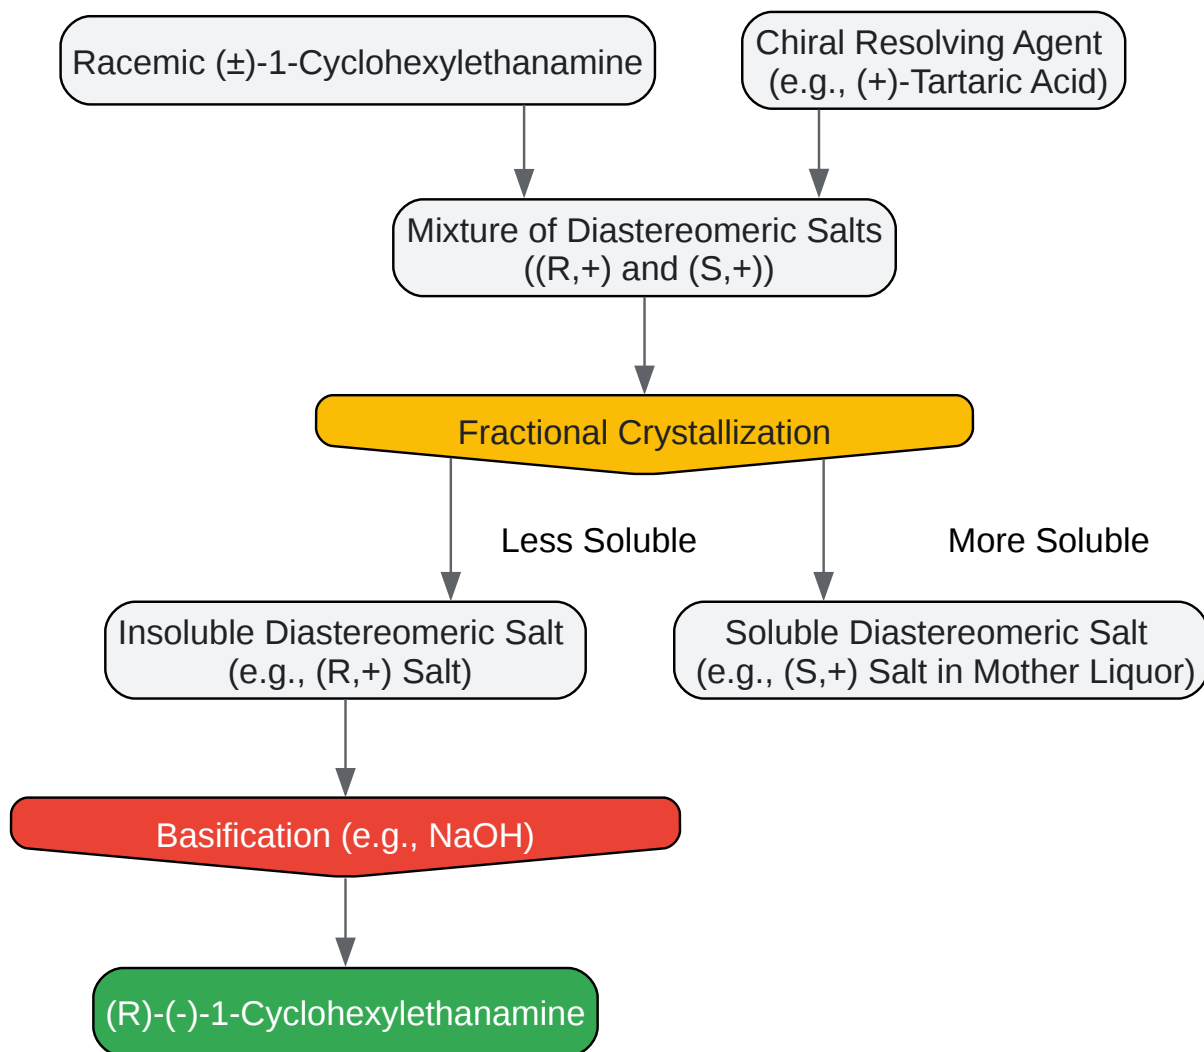 Racemic (±)-1-Cyclohexylethanamine
Chiral Resolving Agent
(e.g., (+)-Tartaric Acid)
Mixture of Diastereomeric Salts
((R,+) and (S,+))
Fractional Crystallization
Less Soluble
More Soluble
Insoluble Diastereomeric Salt
(e.g., (R,+) Salt)
Soluble Diastereomeric Salt
(e.g., (S,+) Salt in Mother Liquor)
Basification (e.g., NaOH)
(R)-(-)-1-Cyclohexylethanamine